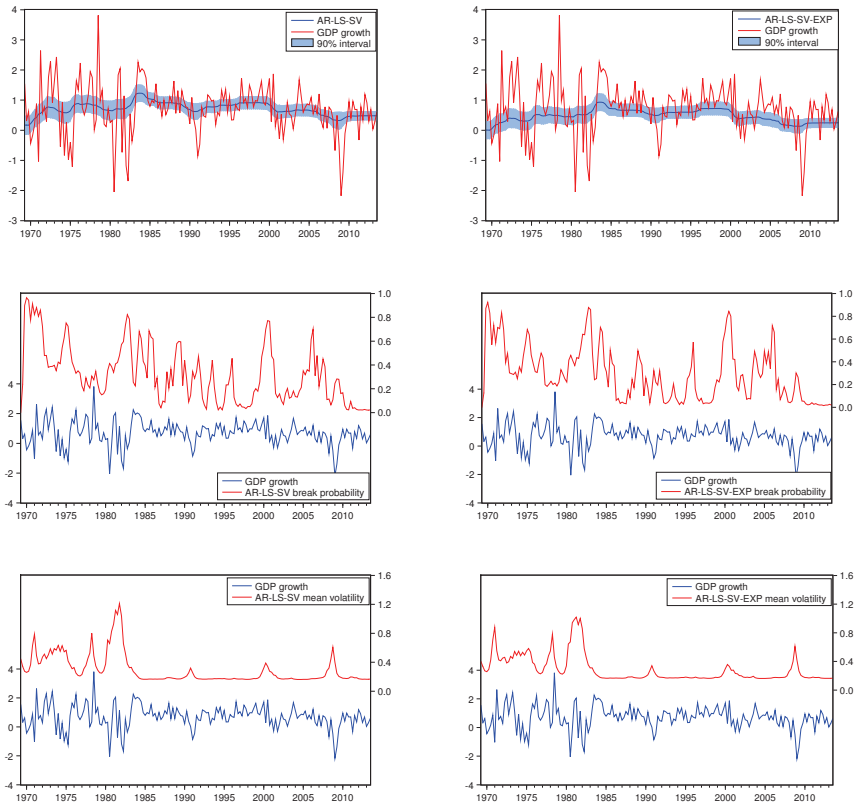 4
3
2
1
0
-1
-2
-3
AR-LS-SV
GDP growth
90% interval
1970 1975 1980 1985 1990 1995 2000 2005 2010
4
3
2
1
0
-1
-2
-3
AR-LS-SV-EXP
GDP growth
90% interval
1970 1975 1980 1985 1990 1995 2000 2005 2010
1.0
0.8
0.6
0.4
0.2
0.0
4
2
0
-2
-4
GDP growth
AR-LS-SV break probability
1970 1975 1980 1985 1990 1995 2000 2005 2010
1.0
0.8
0.6
0.4
0.2
0.0
4
2
0
-2
-4
GDP growth
AR-LS-SV-EXP break probability
1970 1975 1980 1985 1990 1995 2000 2005 2010
GDP growth
AR-LS-SV mean volatility
1.6
1.2
0.8
0.4
0.0
4
2
0
-2
-4
1970 1975 1980 1985 1990 1995 2000 2005 2010
GDP growth
AR-LS-SV-EXP mean volatility
1.6
1.2
0.8
0.4
0.0
4
2
0
-2
-4
1970 1975 1980 1985 1990 1995 2000 2005 2010